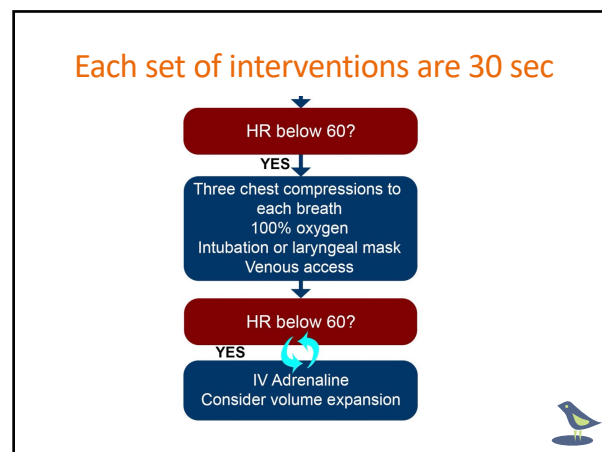 Each set of interventions are 30 sec
HR below 60?
YES
Three chest compressions to
each breath
100% oxygen
Intubation or laryngeal mask
Venous access
HR below 60?
YES
IV Adrenaline
Consider volume expansion